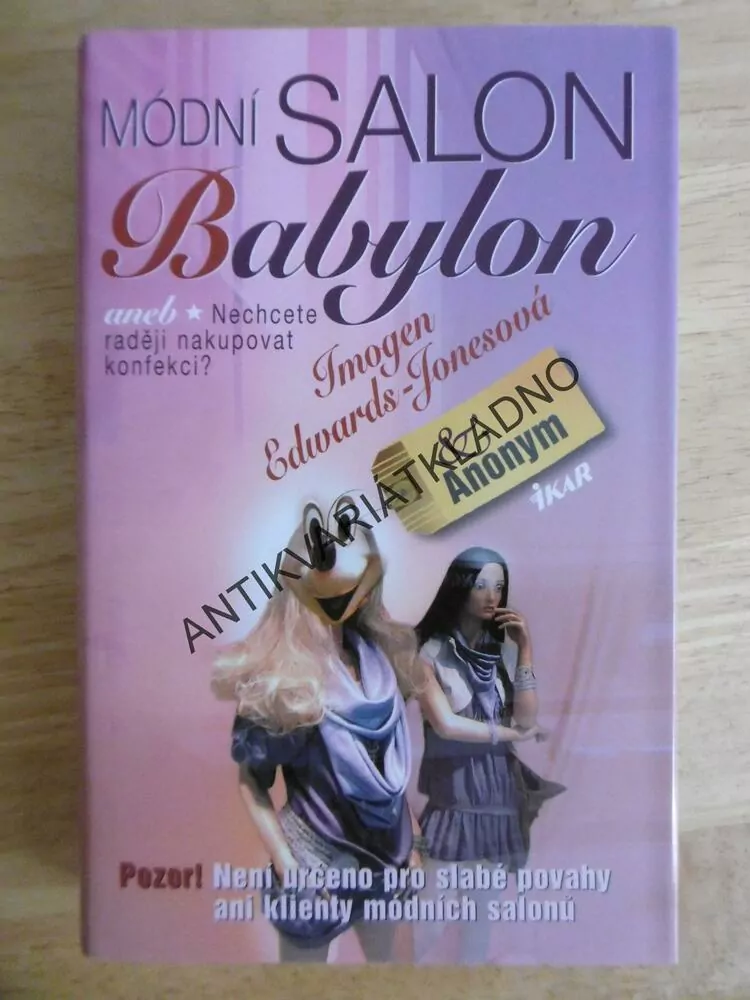 MÓDNÍ SALON
Babylon
aneb ★ Nechcete
raději nakupovat
konfekci?
Imogen
Edwards-Jonesová
&
Anonym
iKAR
ANTIKVARIÁTKLADNO
Pozor! Není určeno pro slabé povahy
ani klienty módních salonů